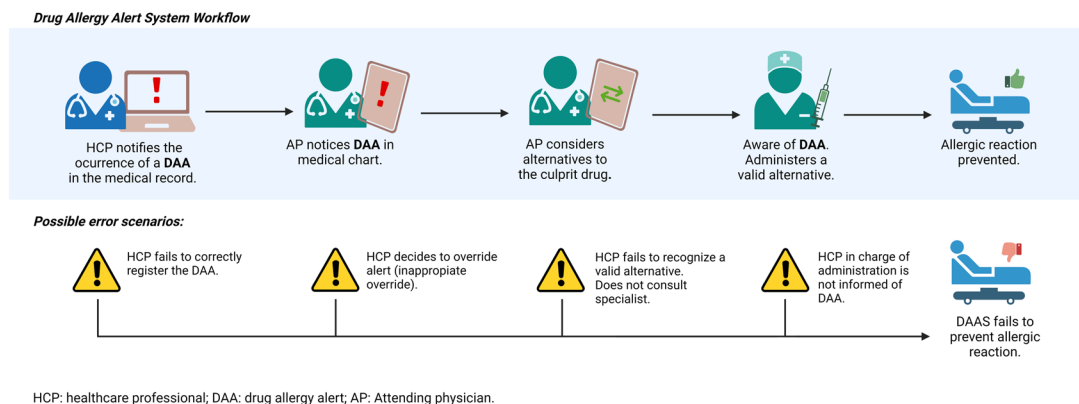 Drug Allergy Alert System Workflow
HCP notifies the
ocurrence of a DAA
in the medical record.
AP notices DAA in
medical chart.
AP considers
alternatives to
the culprit drug.
Aware of DAA.
Administers a
valid alternative.
Allergic reaction
prevented.
Possible error scenarios:
HCP fails to correctly
register the DAA.
HCP decides to override
alert (inappropiate
override).
HCP fails to recognize a
valid alternative.
Does not consult
specialist.
HCP in charge of
administration is
not informed of
DAA.
DAAS fails to
prevent allergic
reaction.
HCP: healthcare professional; DAA: drug allergy alert; AP: Attending physician.